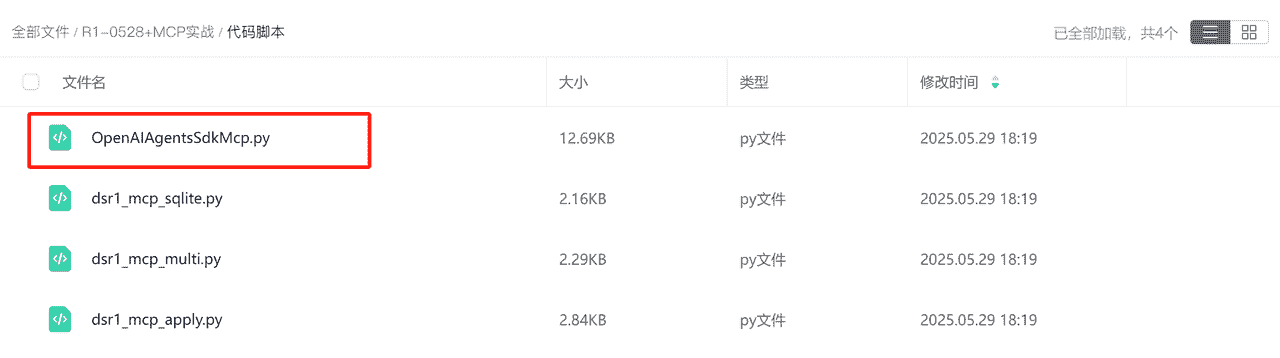 全部文件 / R1-0528+MCP实战 / 代码脚本 已全部加载，共4个
文件名 大小 类型 修改时间
OpenAIAgentsSdkMcp.py 12.69KB py文件 2025.05.29 18:19
dsr1_mcp_sqlite.py 2.16KB py文件 2025.05.29 18:19
dsr1_mcp_multi.py 2.29KB py文件 2025.05.29 18:19
dsr1_mcp_apply.py 2.84KB py文件 2025.05.29 18:19